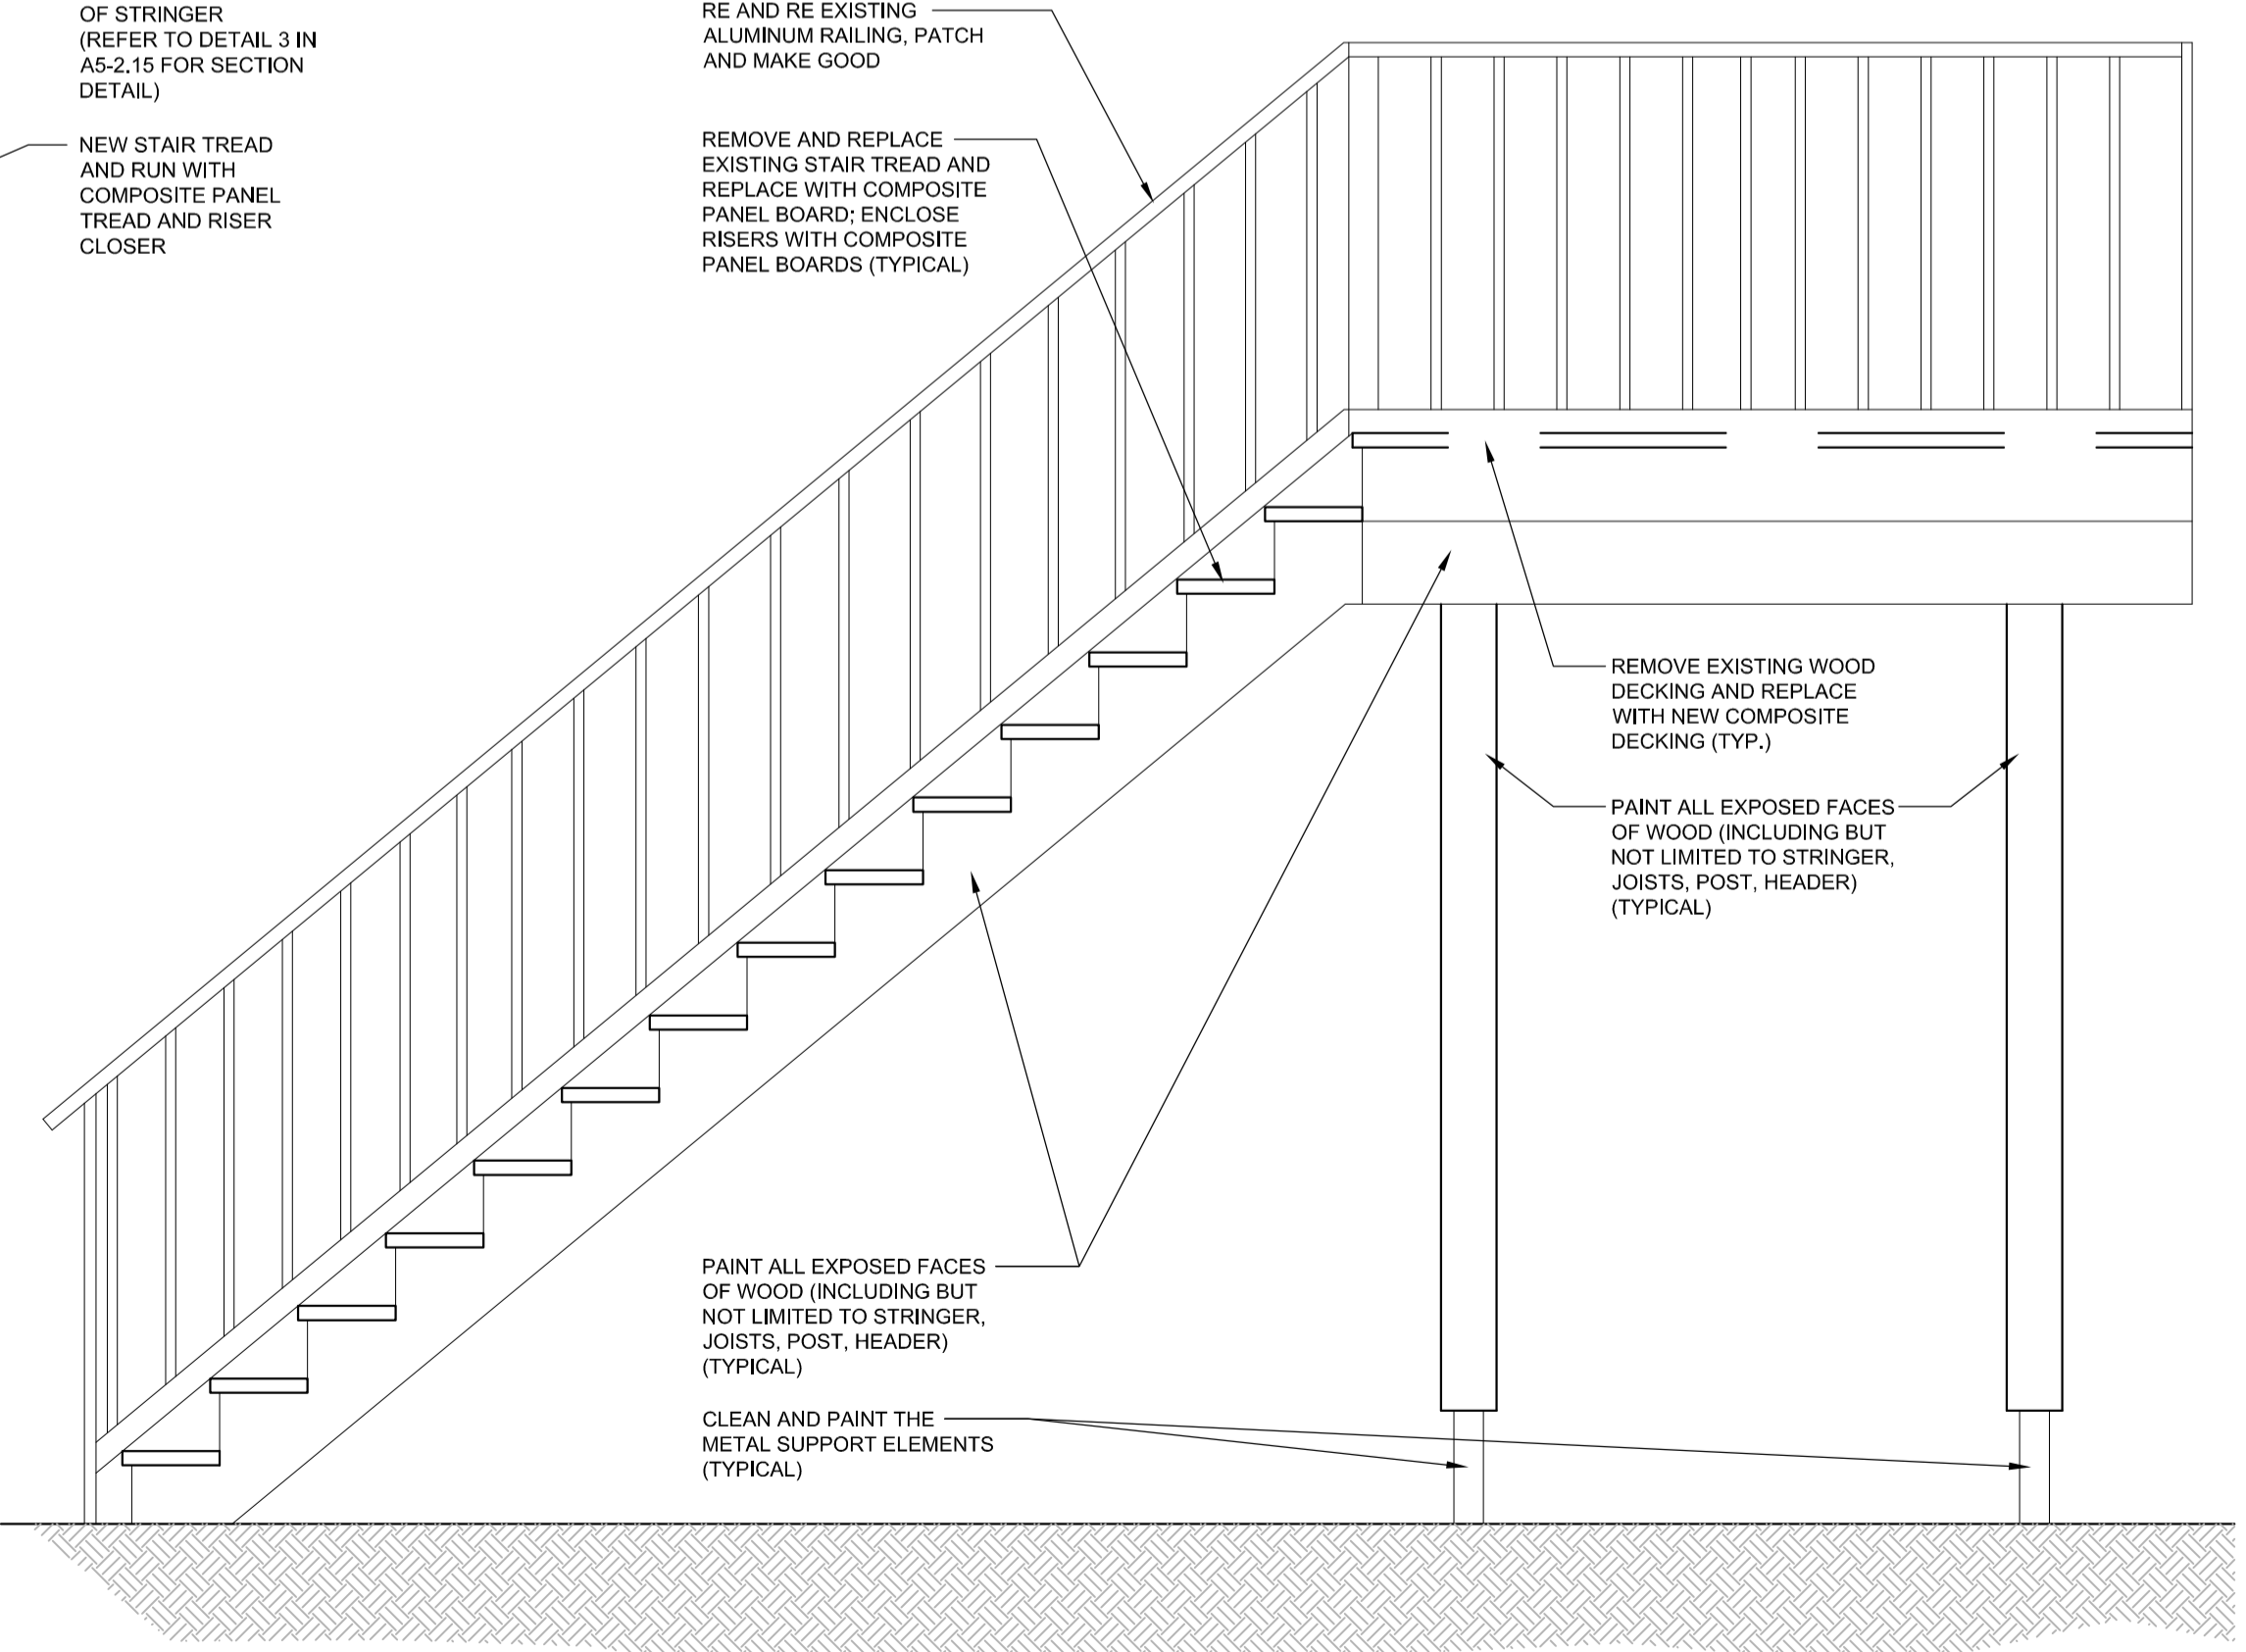 OF STRINGER
(REFER TO DETAIL 3 IN
A5-2.15 FOR SECTION
DETAIL)
NEW STAIR TREAD
AND RUN WITH
COMPOSITE PANEL
TREAD AND RISER
CLOSER
RE AND RE EXISTING
ALUMINUM RAILING, PATCH
AND MAKE GOOD
REMOVE AND REPLACE
EXISTING STAIR TREAD AND
REPLACE WITH COMPOSITE
PANEL BOARD; ENCLOSE
RISERS WITH COMPOSITE
PANEL BOARDS (TYPICAL)
REMOVE EXISTING WOOD
DECKING AND REPLACE
WITH NEW COMPOSITE
DECKING (TYP.)
PAINT ALL EXPOSED FACES
OF WOOD (INCLUDING BUT
NOT LIMITED TO STRINGER,
JOISTS, POST, HEADER)
(TYPICAL)
PAINT ALL EXPOSED FACES
OF WOOD (INCLUDING BUT
NOT LIMITED TO STRINGER,
JOISTS, POST, HEADER)
(TYPICAL)
CLEAN AND PAINT THE
METAL SUPPORT ELEMENTS
(TYPICAL)